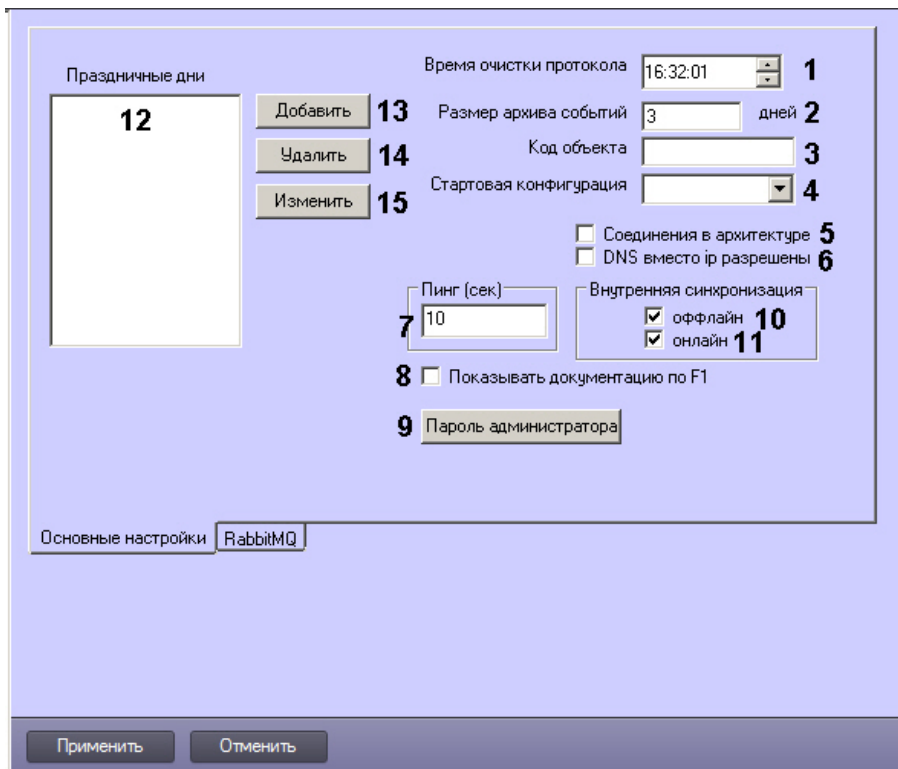 Праздничные дни
12
Добавить 13
Удалить 14
Изменить 15
Время очистки протокола 16:32:01 1
Размер архива событий 3 дней 2
Код объекта 3
Стартовая конфигурация 4
Соединения в архитектуре 5
DNS вместо ip разрешены 6
Пинг (сек)
7 10
Внутренняя синхронизация
оффлайн 10
онлайн 11
8 Показывать документацию по F1
9 Пароль администратора
Основные настройки RabbitMQ
Применить Отменить